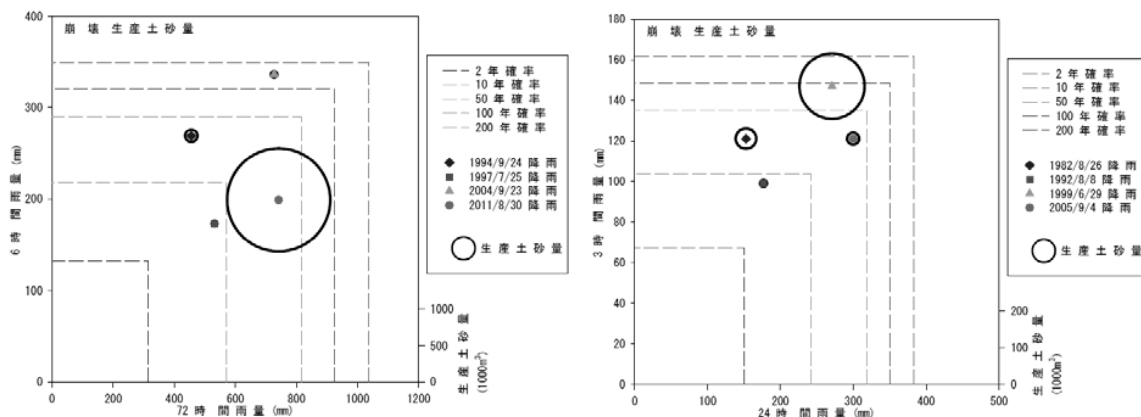 崩壊生産土砂量
400
300
200
100
0
6時間雨量(mm)
0 200 400 600 800 1000 1200
72時間雨量(mm)
1000
500
0
生産土砂量
(1000m³)
2年確率
10年確率
50年確率
100年確率
200年確率
1994/9/24 降雨
1997/7/25 降雨
2004/9/23 降雨
2011/8/30 降雨
生産土砂量
崩壊生産土砂量
180
160
140
120
100
80
60
40
20
0
3時間雨量(mm)
0 100 200 300 400 500
24時間雨量(mm)
200
100
0
生産土砂量
(1000m³)
2年確率
10年確率
50年確率
100年確率
200年確率
1982/8/26 降雨
1992/8/8 降雨
1999/6/29 降雨
2005/9/4 降雨
生産土砂量